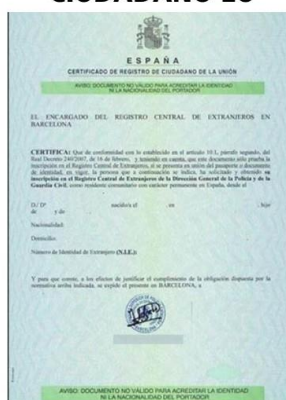 CIUDADANO EU
ESPAÑA
CERTIFICADO DE REGISTRO DE CIUDADANO DE LA UNIÓN
AVISO: DOCUMENTO NO VÁLIDO PARA ACREDITAR LA IDENTIDAD
NI LA NACIONALIDAD DEL PORTADOR
EL ENCARGADO DEL REGISTRO CENTRAL DE EXTRANJEROS EN
BARCELONA
CERTIFICA: Que de conformidad con lo establecido en el artículo 10.1, párrafo segundo, del
Real Decreto 240/2007, de 16 de febrero, y teniendo en cuenta, que este documento sólo prueba la
inscripción en el Registro Central de Extranjeros, si se presenta en unión del pasaporte o documento
de identidad, en vigor, la persona que a continuación se indica, ha solicitado y obtenido su
inscripción en el Registro Central de Extranjeros de la Dirección General de la Policía y de la
Guardia Civil, como residente comunitario con carácter permanente en España, desde el
D./ Dª nacido/a el en , hijo
de y de
Nacionalidad:
Domicilio:
Número de Identidad de Extranjero (N.I.E.):
Y para que conste, a los efectos de justificar el cumplimiento de la obligación dispuesta por la
normativa arriba indicada, se expide el presente en BARCELONA, a
BARCELONA
AVISO: DOCUMENTO NO VÁLIDO PARA ACREDITAR LA IDENTIDAD
NI LA NACIONALIDAD DEL PORTADOR